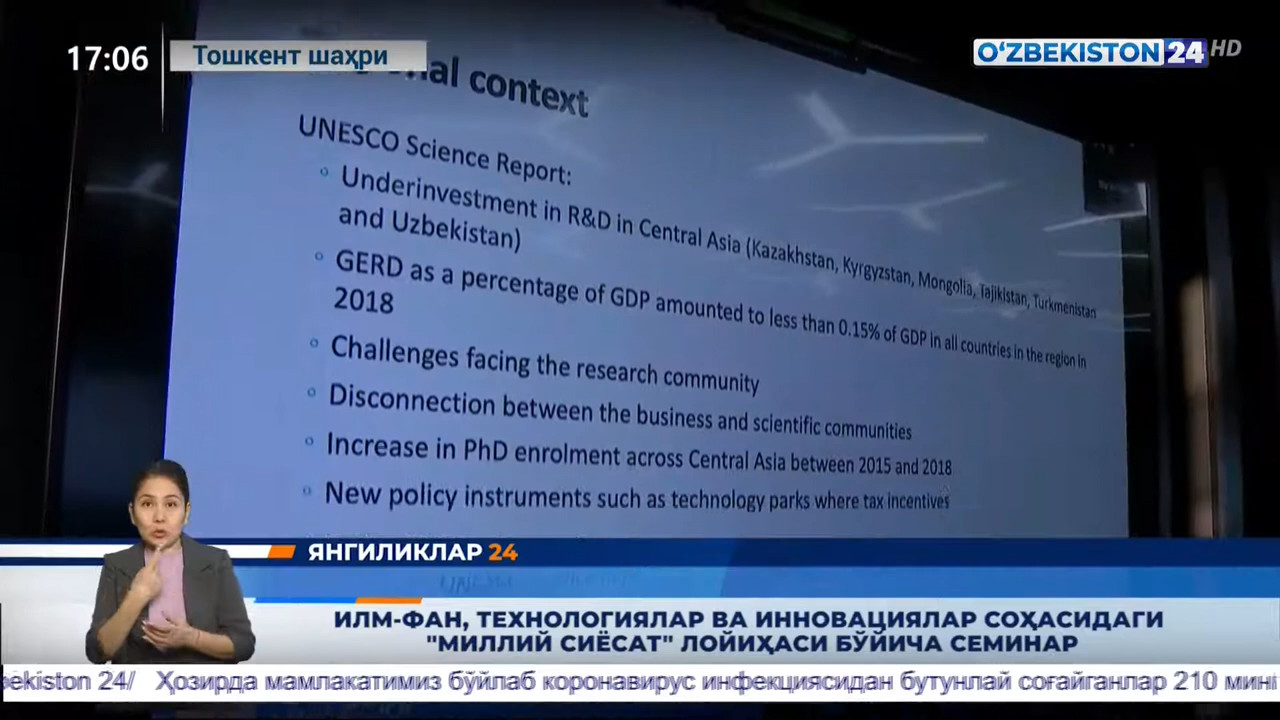 17:06
Тошкент шаҳри
O'ZBEKISTON 24 HD
context
UNESCO Science Report:
Underinvestment in R&D in Central Asia (Kazakhstan, Kyrgyzstan, Mongolia, Tajikistan, Turkmenistan
and Uzbekistan)
GERD as a percentage of GDP amounted to less than 0.15% of GDP in all countries in the region in
2018
Challenges facing the research community
Disconnection between the business and scientific communities
Increase in PhD enrolment across Central Asia between 2015 and 2018
New policy instruments such as technology parks where tax incentives
ЯНГИЛИКЛАР 24
ИЛМ-ФАН, ТЕХНОЛОГИЯЛАР ВА ИННОВАЦИЯЛАР СОҲАСИДАГИ
"МИЛЛИЙ СИЁСАТ" ЛОЙИҲАСИ БЎЙИЧА СЕМИНАР
zbekiston 24/ Ҳозирда мамлакатимиз бўйлаб коронавирус инфекциясидан бутунлай соғайганлар 210 минг